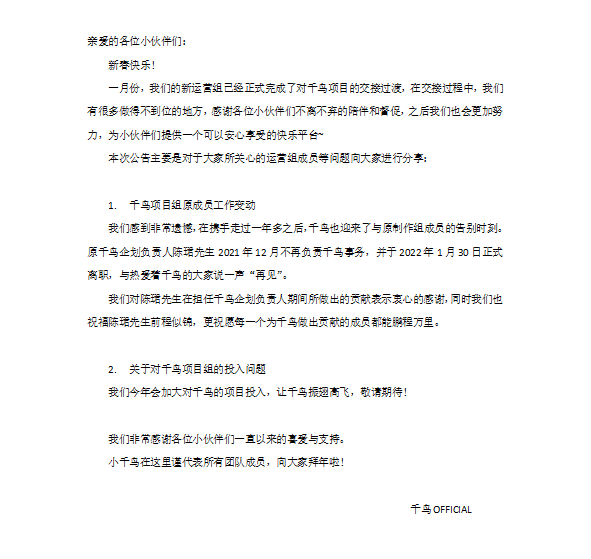 亲爱的各位小伙伴们：
新春快乐！
一月份，我们的新运营组已经正式完成了对千鸟项目的交接过渡，在交接过程中，我们
有很多做得不到位的地方，感谢各位小伙伴们不离不弃的陪伴和督促，之后我们也会更加努
力，为小伙伴们提供一个可以安心享受的快乐平台~
本次公告主要是对于大家所关心的运营组成员等问题向大家进行分享：
1. 千鸟项目组原成员工作变动
我们感到非常遗憾，在携手走过一年多之后，千鸟也迎来了与原制作组成员的告别时刻。
原千鸟企划负责人陈珺先生 2021 年 12 月不再负责千鸟事务，并于 2022 年 1 月 30 日正式
离职，与热爱着千鸟的大家说一声“再见”。
我们对陈珺先生在担任千鸟企划负责人期间所做出的贡献表示衷心的感谢，同时我们也
祝福陈珺先生前程似锦，更祝愿每一个为千鸟做出贡献的成员都能鹏程万里。
2. 关于对千鸟项目组的投入问题
我们今年会加大对千鸟的项目投入，让千鸟振翅高飞，敬请期待！
我们非常感谢各位小伙伴们一直以来的喜爱与支持。
小千鸟在这里谨代表所有团队成员，向大家拜年啦！
千鸟 OFFICIAL